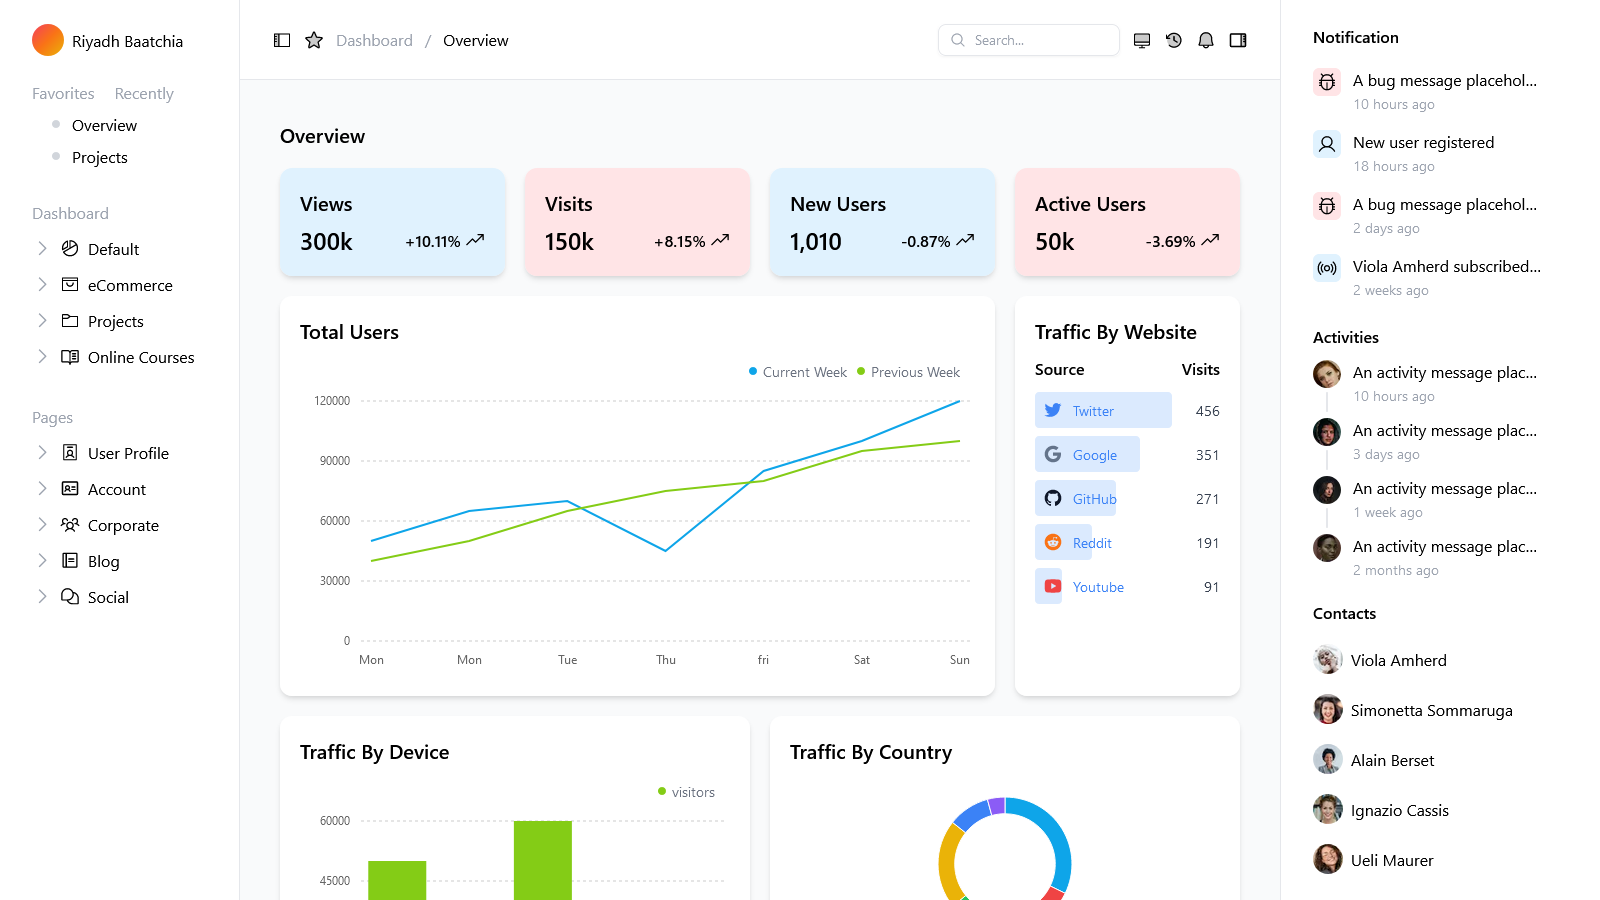 Riyadh Baatchia
Favorites Recently
Overview
Projects
Dashboard
Default
eCommerce
Projects
Online Courses
Pages
User Profile
Account
Corporate
Blog
Social
Dashboard / Overview
Search...
Overview
Views
300k +10.11%
Visits
150k +8.15%
New Users
1,010 -0.87%
Active Users
50k -3.69%
Total Users
Current Week Previous Week
120000
90000
60000
30000
0
Mon Mon Tue Thu fri Sat Sun
Traffic By Website
Source Visits
Twitter 456
Google 351
GitHub 271
Reddit 191
Youtube 91
Traffic By Device
visitors
60000
45000
Traffic By Country
Notification
A bug message placehol...
10 hours ago
New user registered
18 hours ago
A bug message placehol...
2 days ago
Viola Amherd subscribed...
2 weeks ago
Activities
An activity message plac...
10 hours ago
An activity message plac...
3 days ago
An activity message plac...
1 week ago
An activity message plac...
2 months ago
Contacts
Viola Amherd
Simonetta Sommaruga
Alain Berset
Ignazio Cassis
Ueli Maurer